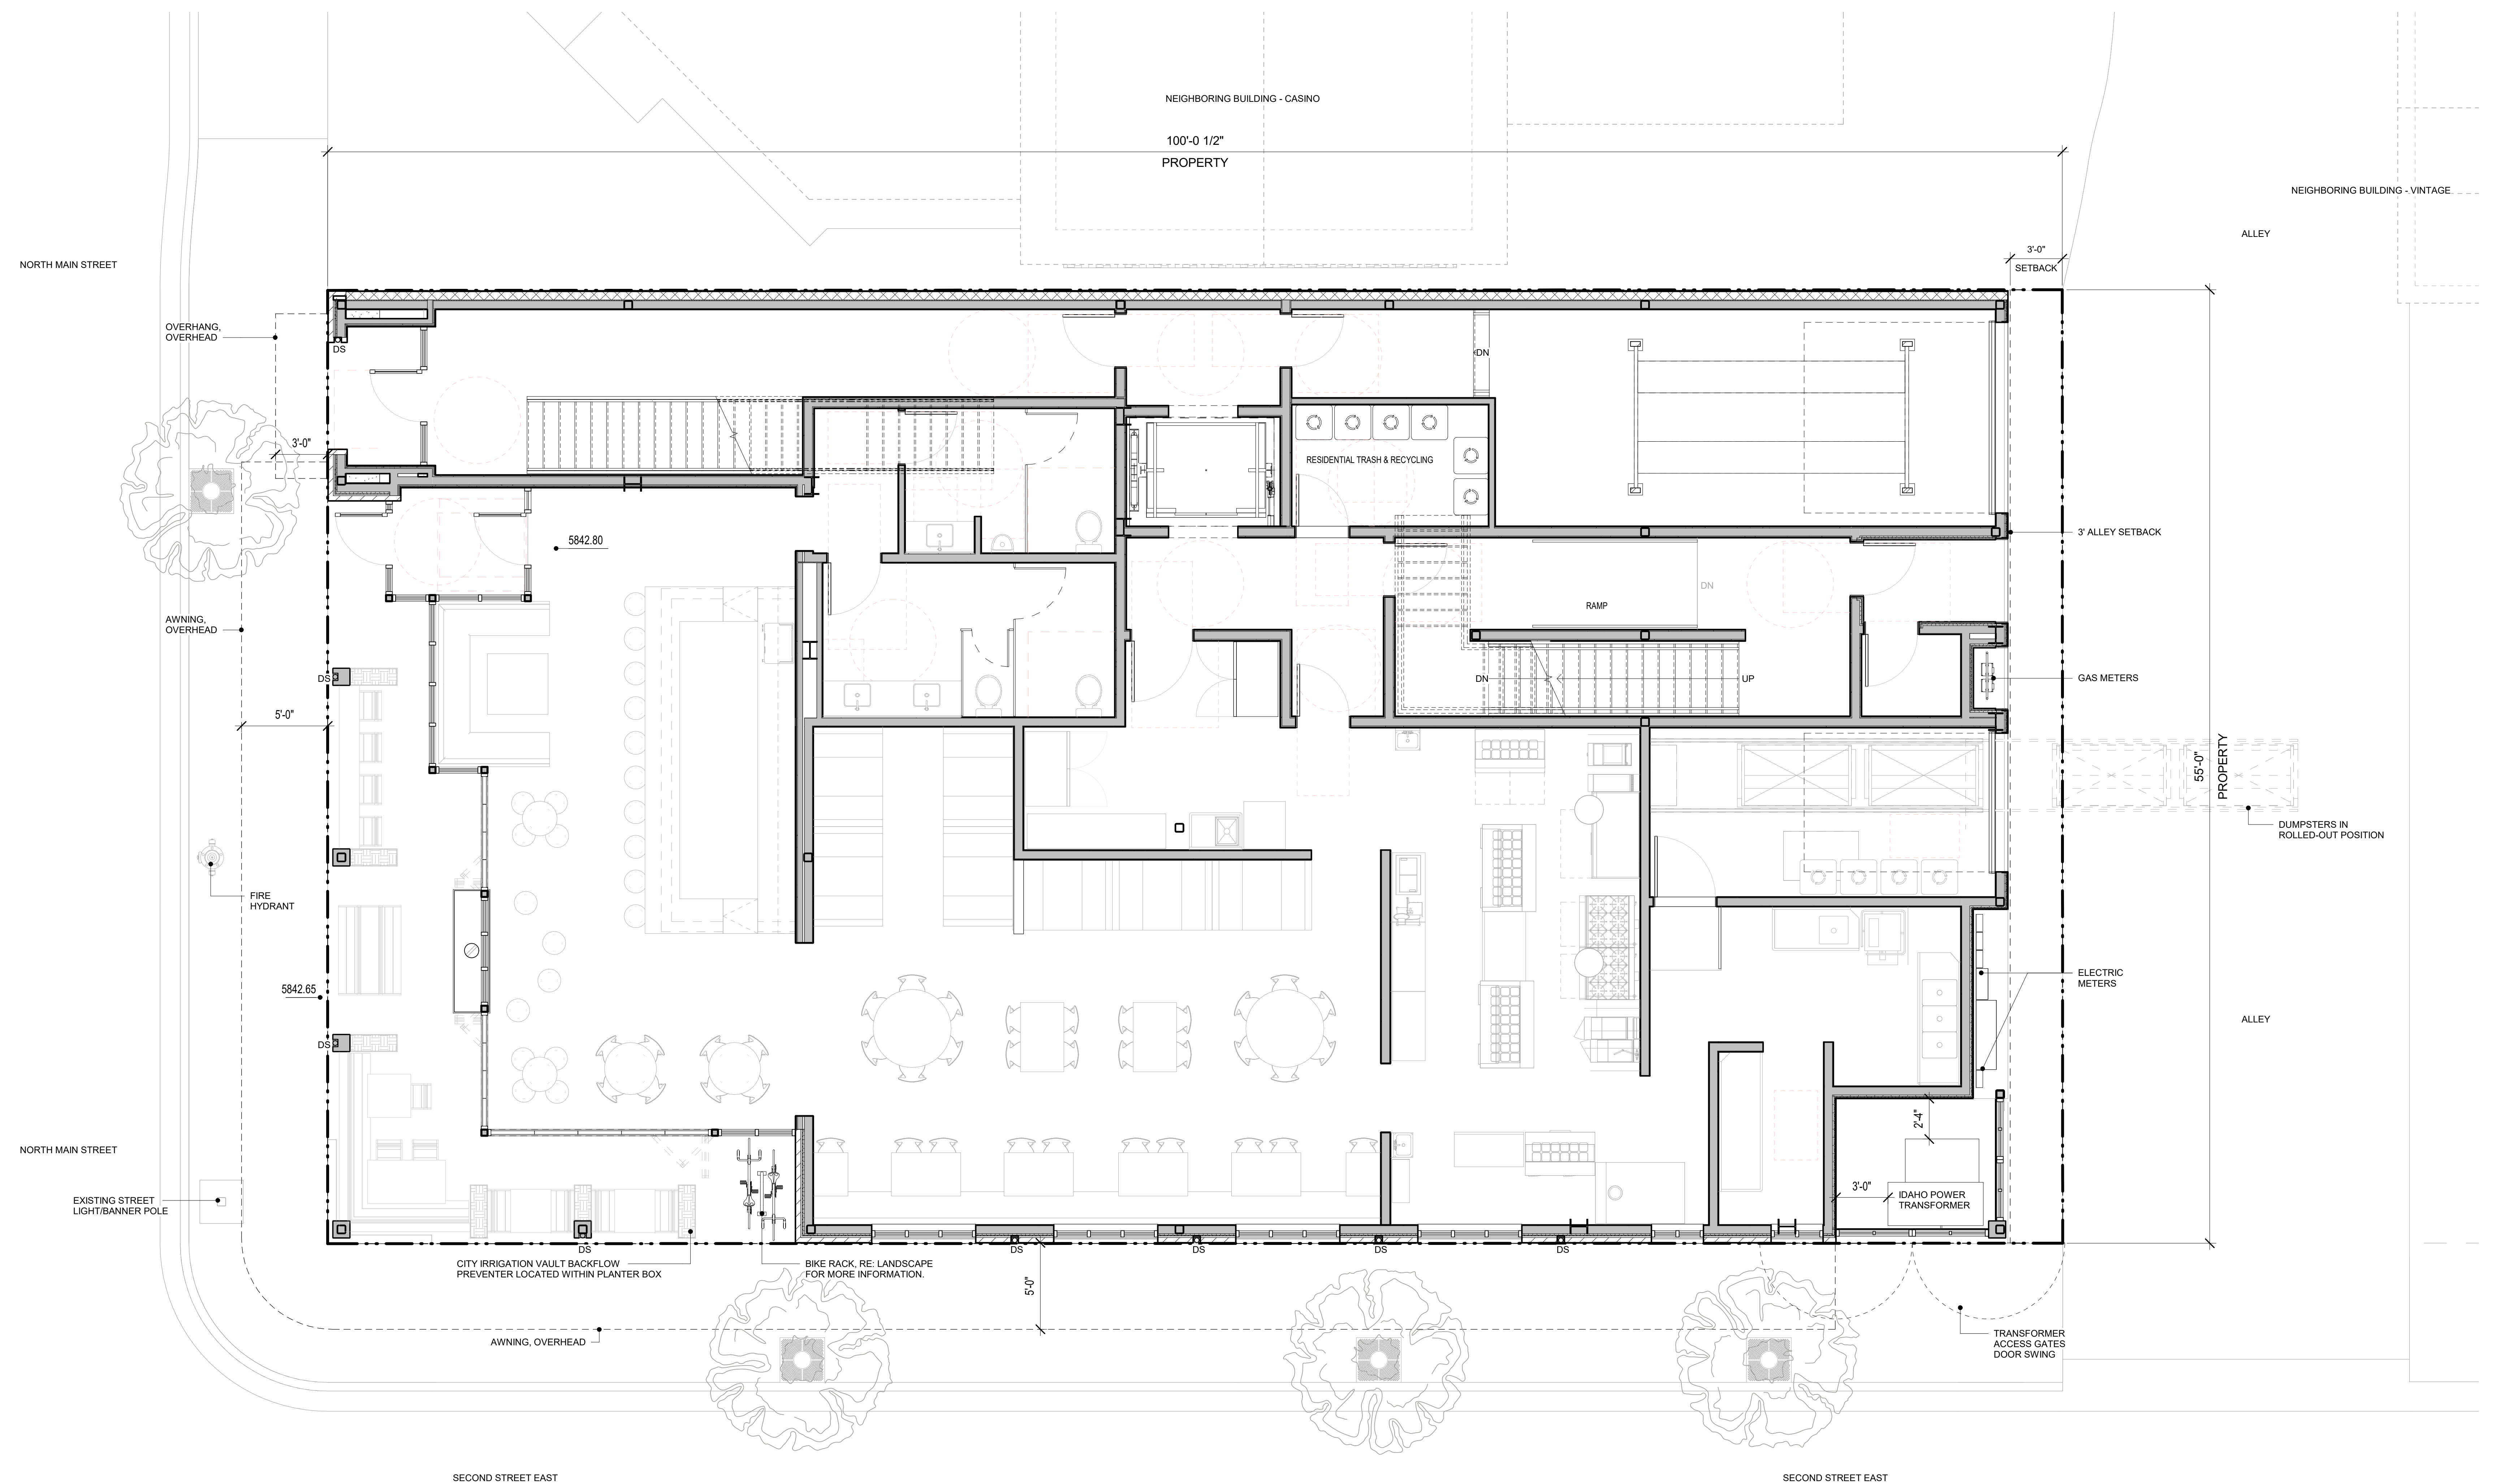 NEIGHBORING BUILDING - CASINO
100'-0 1/2"
PROPERTY
NEIGHBORING BUILDING - VINTAGE
ALLEY
3'-0"
SETBACK
NORTH MAIN STREET
OVERHANG,
OVERHEAD
DS
DN
3'-0"
RESIDENTIAL TRASH & RECYCLING
5842.80
3' ALLEY SETBACK
DN
RAMP
AWNING,
OVERHEAD
DS
DN
UP
GAS METERS
5'-0"
55'-0"
PROPERTY
DUMPSTERS IN
ROLLED-OUT POSITION
FIRE
HYDRANT
5842.65
ELECTRIC
METERS
ALLEY
DS
2'-4"
NORTH MAIN STREET
3'-0"
IDAHO POWER
TRANSFORMER
EXISTING STREET
LIGHT/BANNER POLE
DS
DS
DS
DS
DS
CITY IRRIGATION VAULT BACKFLOW
PREVENTER LOCATED WITHIN PLANTER BOX
BIKE RACK, RE: LANDSCAPE
FOR MORE INFORMATION.
5'-0"
AWNING, OVERHEAD
TRANSFORMER
ACCESS GATES
DOOR SWING
SECOND STREET EAST
SECOND STREET EAST